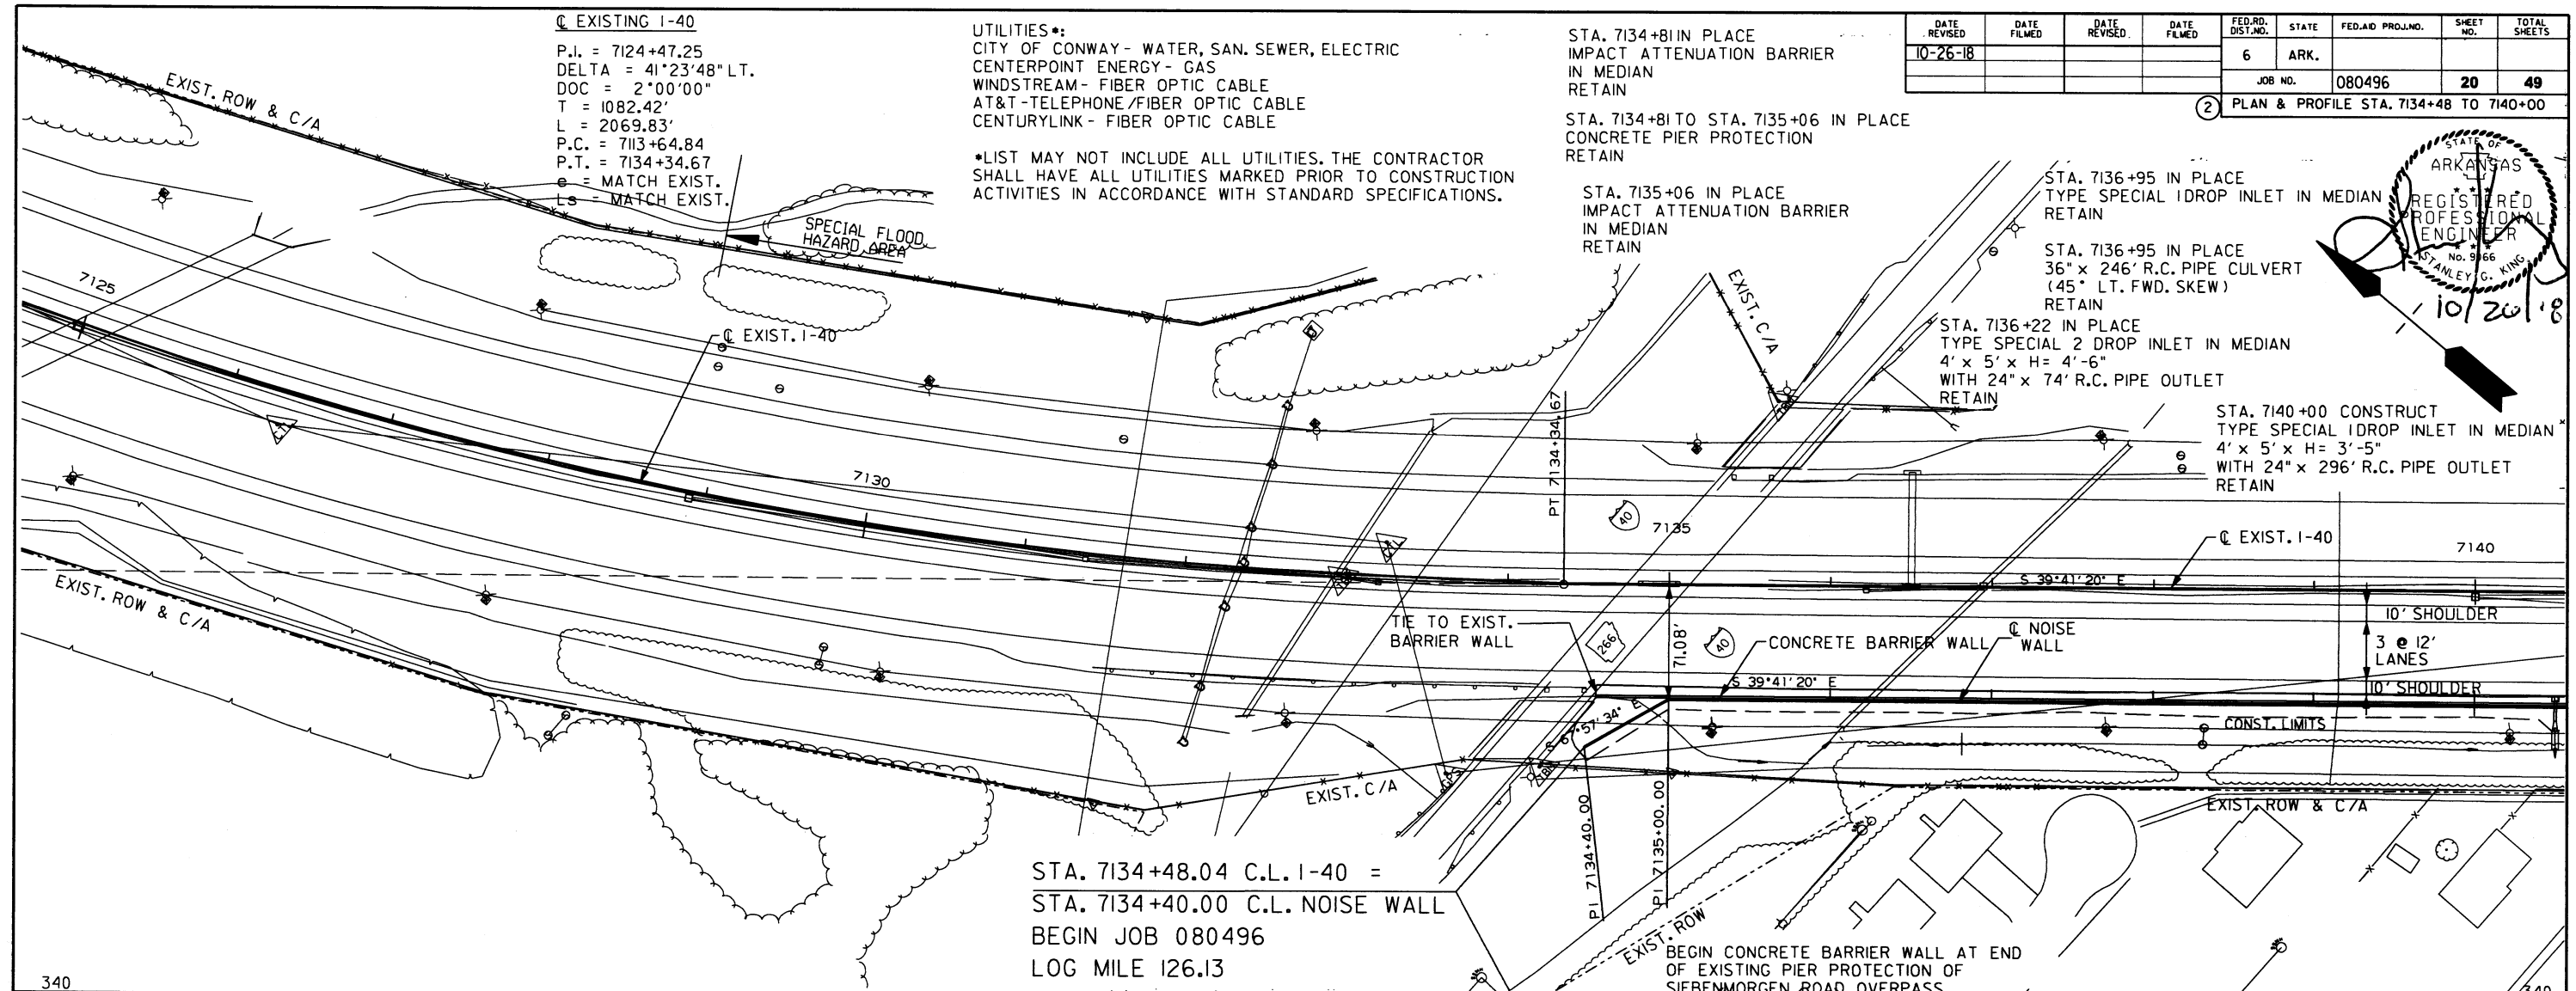 ℄ EXISTING I-40
P.I. = 7124+47.25
DELTA = 41°23'48" LT.
DOC = 2°00'00"
T = 1082.42'
L = 2069.83'
P.C. = 7113+64.84
P.T. = 7134+34.67
e = MATCH EXIST.
Ls = MATCH EXIST.
UTILITIES*:
CITY OF CONWAY - WATER, SAN. SEWER, ELECTRIC
CENTERPOINT ENERGY - GAS
WINDSTREAM - FIBER OPTIC CABLE
AT&T - TELEPHONE/FIBER OPTIC CABLE
CENTURYLINK - FIBER OPTIC CABLE
*LIST MAY NOT INCLUDE ALL UTILITIES. THE CONTRACTOR
SHALL HAVE ALL UTILITIES MARKED PRIOR TO CONSTRUCTION
ACTIVITIES IN ACCORDANCE WITH STANDARD SPECIFICATIONS.
STA. 7134+81 IN PLACE
IMPACT ATTENUATION BARRIER
IN MEDIAN
RETAIN
STA. 7134+81 TO STA. 7135+06 IN PLACE
CONCRETE PIER PROTECTION
RETAIN
STA. 7135+06 IN PLACE
IMPACT ATTENUATION BARRIER
IN MEDIAN
RETAIN
DATE REVISED
DATE FILMED
DATE REVISED
DATE FILMED
FED.RD. DIST.NO.
STATE
FED.AID PROJ.NO.
SHEET NO.
TOTAL SHEETS
10-26-18
6
ARK.
JOB NO.
080496
20
49
2
PLAN & PROFILE STA. 7134+48 TO 7140+00
STA. 7136+95 IN PLACE
TYPE SPECIAL 1 DROP INLET IN MEDIAN
RETAIN
STA. 7136+95 IN PLACE
36" x 246' R.C. PIPE CULVERT
(45° LT. FWD. SKEW)
RETAIN
STA. 7136+22 IN PLACE
TYPE SPECIAL 2 DROP INLET IN MEDIAN
4' x 5' x H= 4'-6"
WITH 24" x 74' R.C. PIPE OUTLET
RETAIN
STA. 7140+00 CONSTRUCT
TYPE SPECIAL 1 DROP INLET IN MEDIAN
4' x 5' x H= 3'-5"
WITH 24" x 296' R.C. PIPE OUTLET
RETAIN
STATE OF
ARKANSAS
REGISTERED
PROFESSIONAL
ENGINEER
STANLEY G. KING
10/26/18
EXIST. ROW & C/A
SPECIAL FLOOD
HAZARD AREA
7125
℄ EXIST. I-40
7130
EXIST. C/A
PT 7134+34.67
40
7135
℄ EXIST. I-40
7140
S 39°41'20" E
EXIST. ROW & C/A
TIE TO EXIST.
BARRIER WALL
266
71.08'
40
CONCRETE BARRIER WALL
℄ NOISE
WALL
10' SHOULDER
3 @ 12'
LANES
10' SHOULDER
S 39°41'20" E
CONST. LIMITS
EXIST. C/A
EXIST. ROW & C/A
PI 7134+40.00
PI 7135+00.00
EXIST. ROW
STA. 7134+48.04 C.L. I-40 =
STA. 7134+40.00 C.L. NOISE WALL
BEGIN JOB 080496
LOG MILE 126.13
BEGIN CONCRETE BARRIER WALL AT END
OF EXISTING PIER PROTECTION OF
SIEBENMORGEN ROAD OVERPASS
340
340